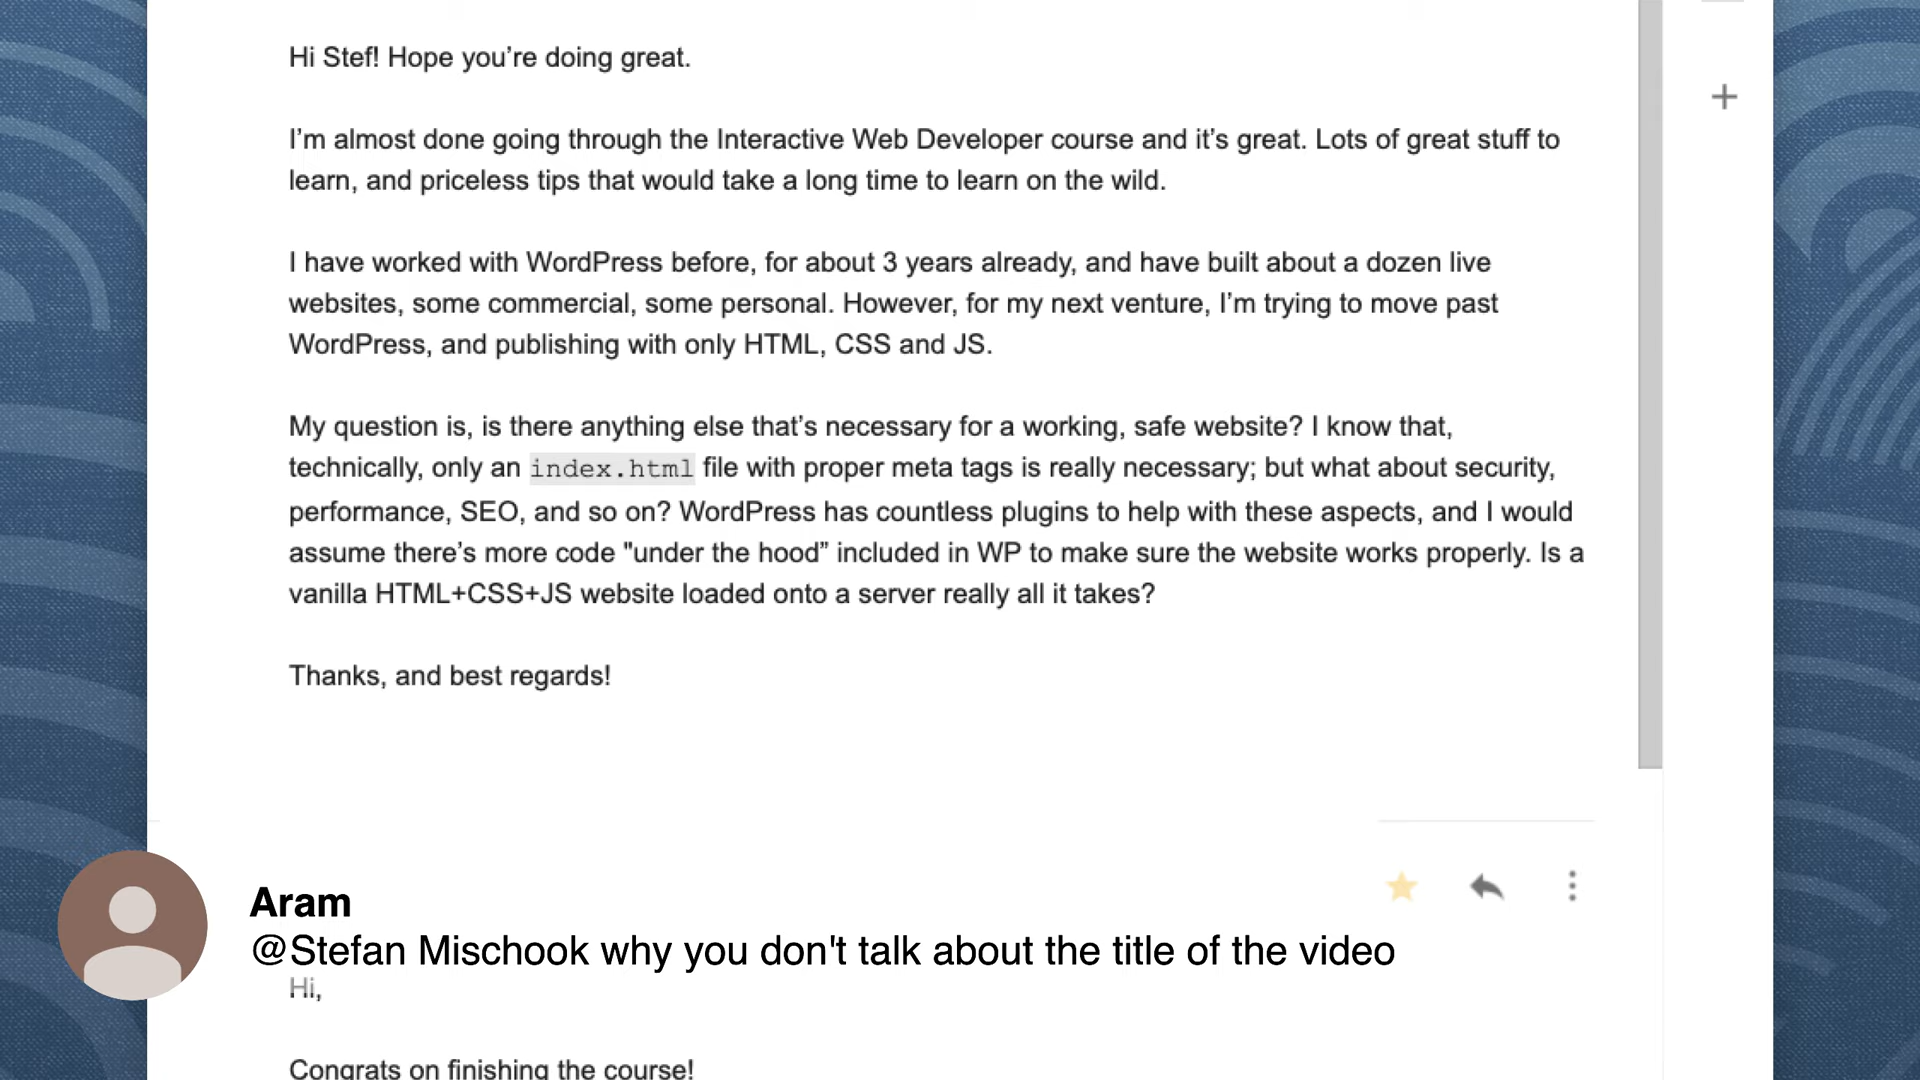 Hi Stef! Hope you’re doing great.
I’m almost done going through the Interactive Web Developer course and it’s great. Lots of great stuff to
learn, and priceless tips that would take a long time to learn on the wild.
I have worked with WordPress before, for about 3 years already, and have built about a dozen live
websites, some commercial, some personal. However, for my next venture, I’m trying to move past
WordPress, and publishing with only HTML, CSS and JS.
My question is, is there anything else that’s necessary for a working, safe website? I know that,
technically, only an index.html file with proper meta tags is really necessary; but what about security,
performance, SEO, and so on? WordPress has countless plugins to help with these aspects, and I would
assume there’s more code "under the hood” included in WP to make sure the website works properly. Is a
vanilla HTML+CSS+JS website loaded onto a server really all it takes?
Thanks, and best regards!
Aram
@Stefan Mischook why you don't talk about the title of the video
Hi,
Congrats on finishing the course!